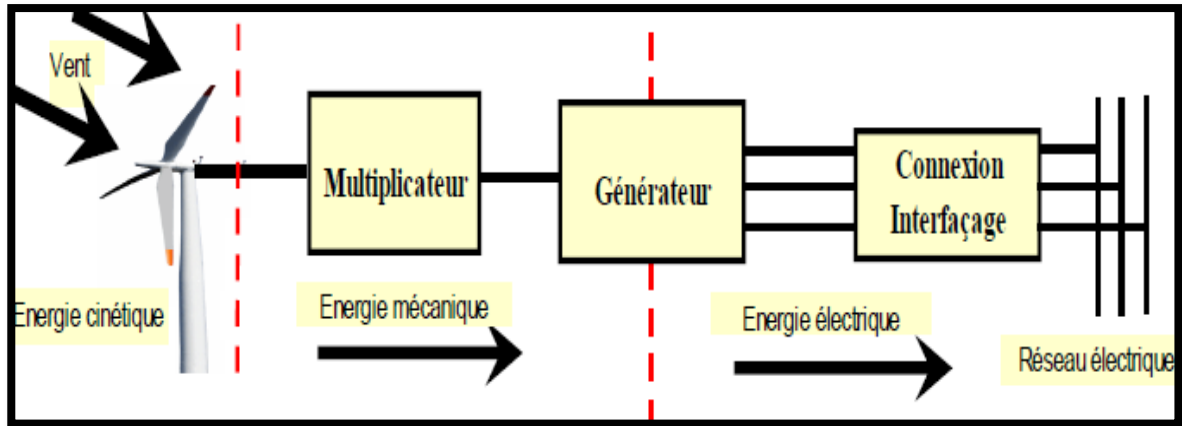 Vent
Multiplicateur
Générateur
Connexion
Interfaçage
Energie cinétique
Energie mécanique
Energie électrique
Réseau électrique